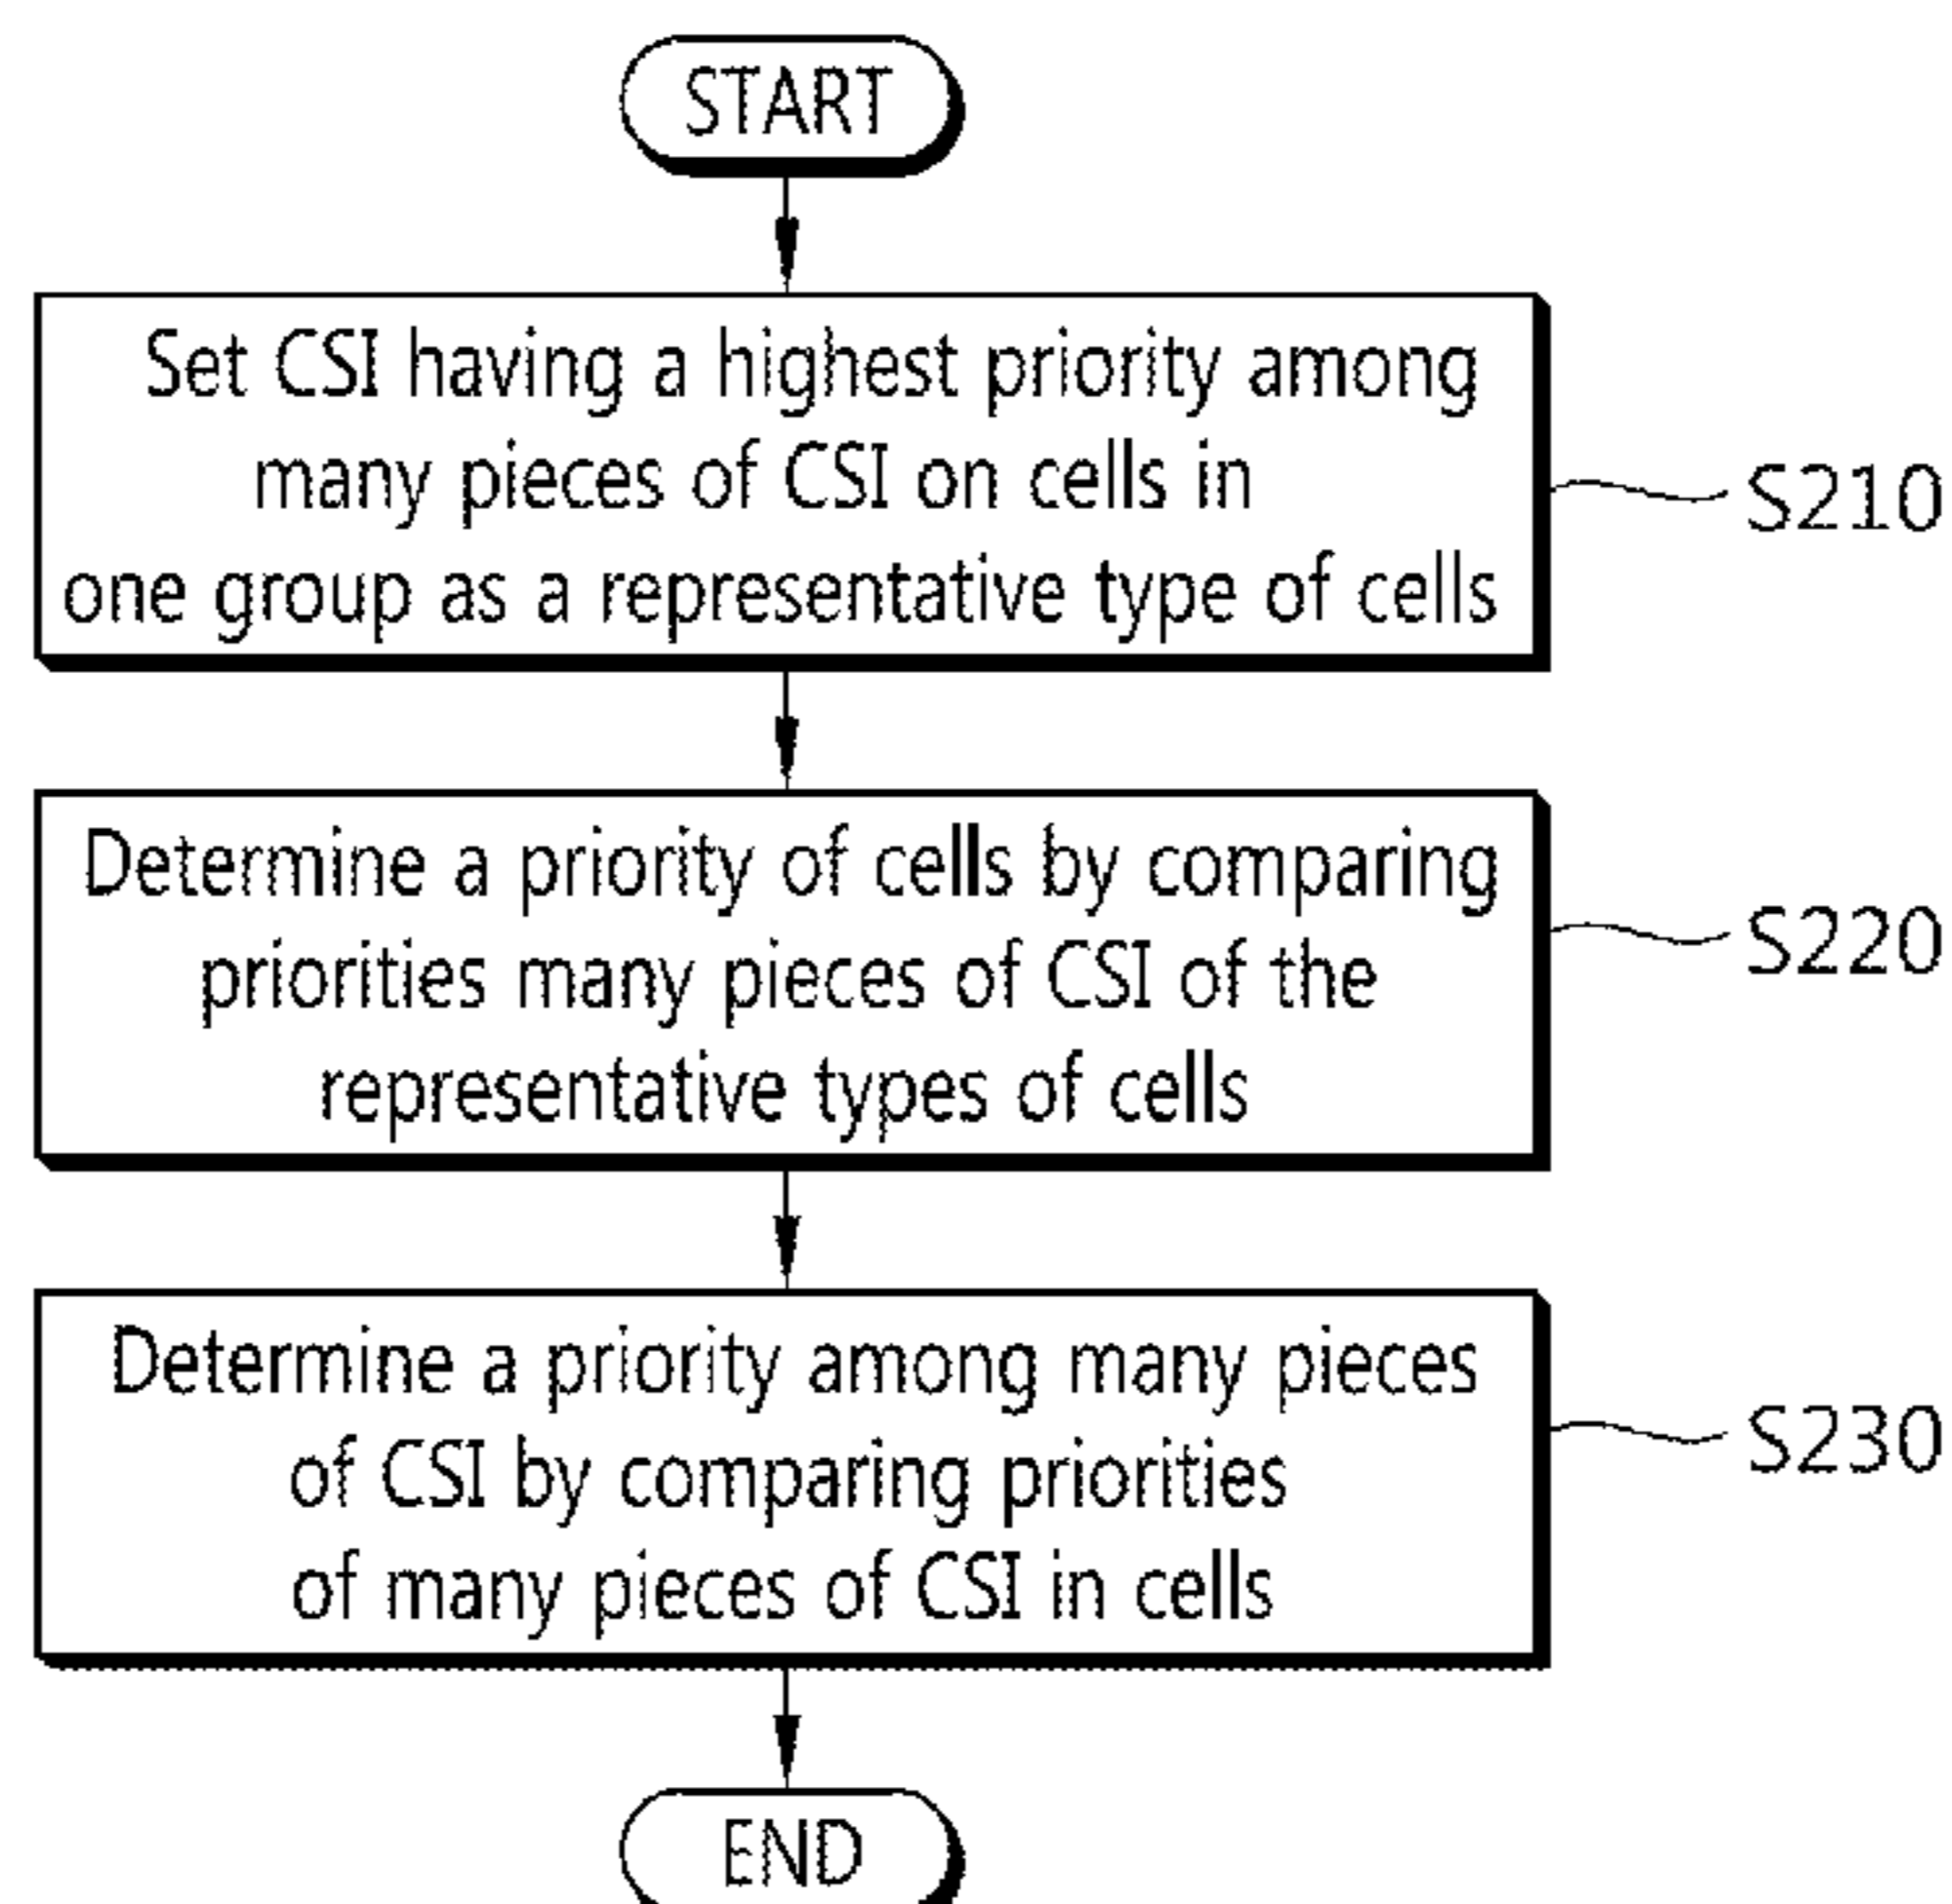 START
Set CSI having a highest priority among
many pieces of CSI on cells in
one group as a representative type of cells
S210
Determine a priority of cells by comparing
priorities many pieces of CSI of the
representative types of cells
S220
Determine a priority among many pieces
of CSI by comparing priorities
of many pieces of CSI in cells
S230
END